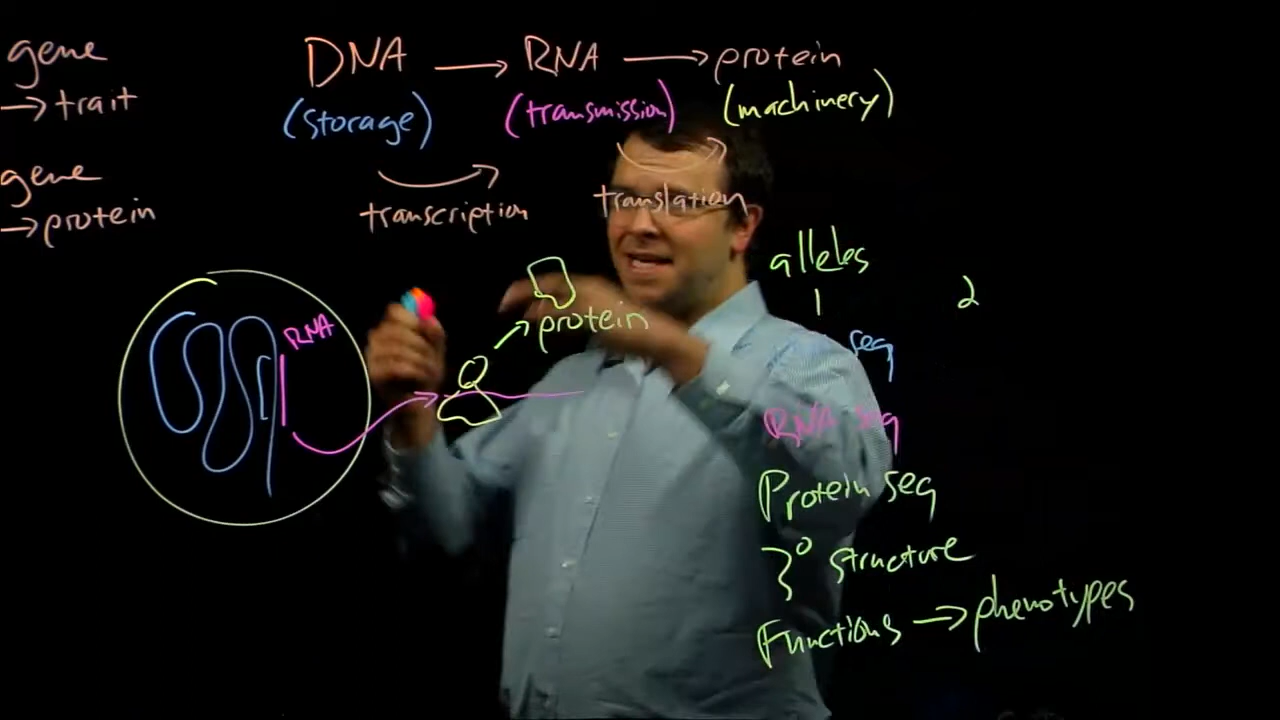 gene
→ trait
gene
→ protein
DNA → RNA → protein
(storage) (transmission) (machinery)
transcription translation
RNA
protein
alleles
1 2
seq
RNA seq
Protein seq
3° structure
Functions → phenotypes